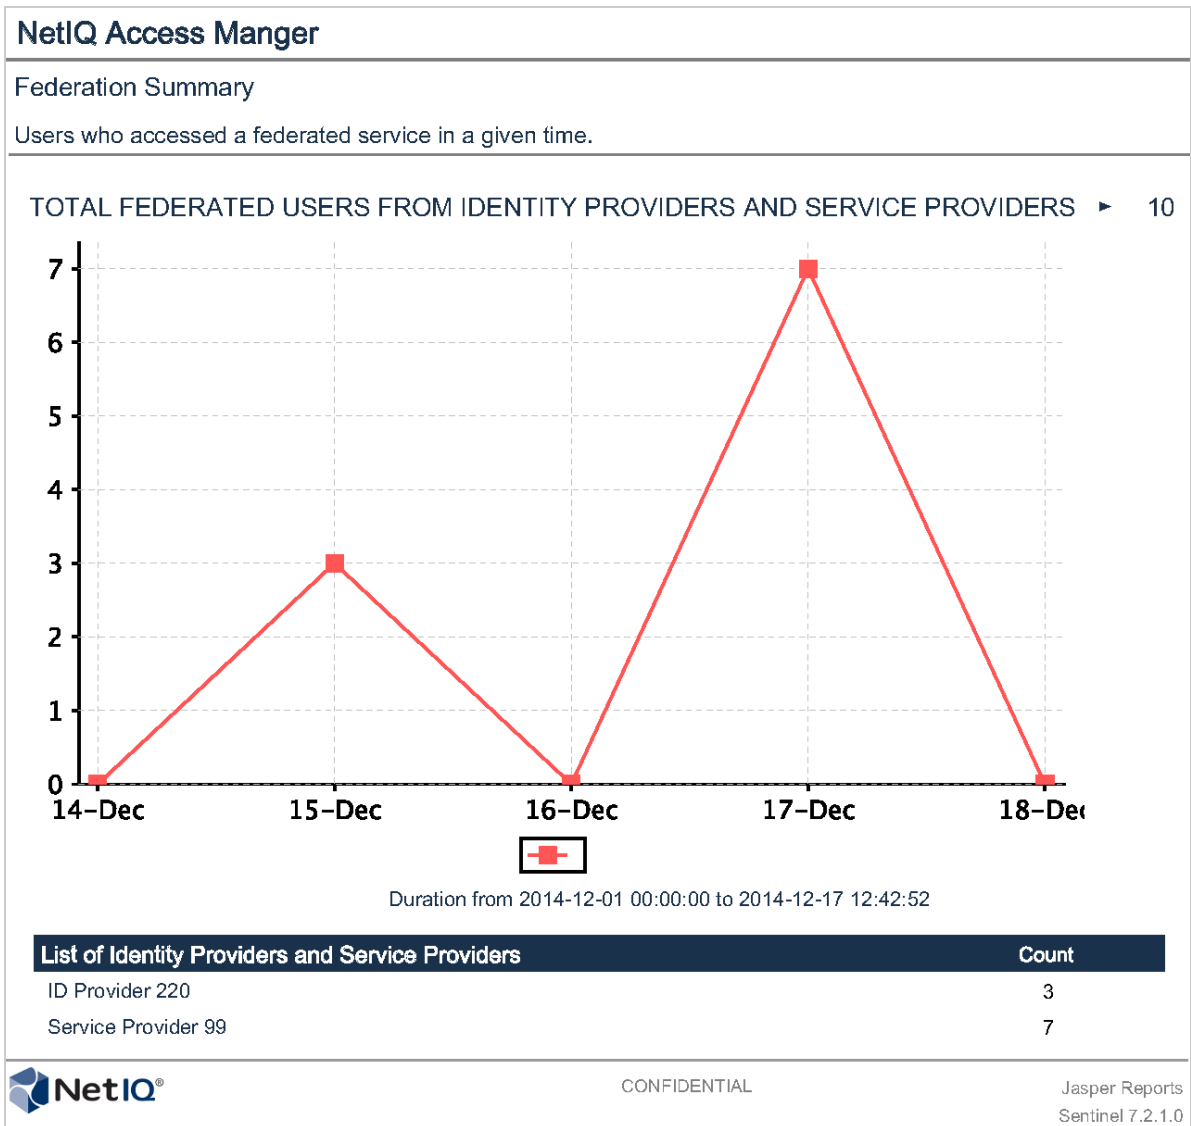 NetIQ Access Manger
Federation Summary
Users who accessed a federated service in a given time.
TOTAL FEDERATED USERS FROM IDENTITY PROVIDERS AND SERVICE PROVIDERS ► 10
7
6
5
4
3
2
1
0
14-Dec 15-Dec 16-Dec 17-Dec 18-Dec
Duration from 2014-12-01 00:00:00 to 2014-12-17 12:42:52
List of Identity Providers and Service Providers Count
ID Provider 220 3
Service Provider 99 7
NetIQ® CONFIDENTIAL Jasper Reports
Sentinel 7.2.1.0